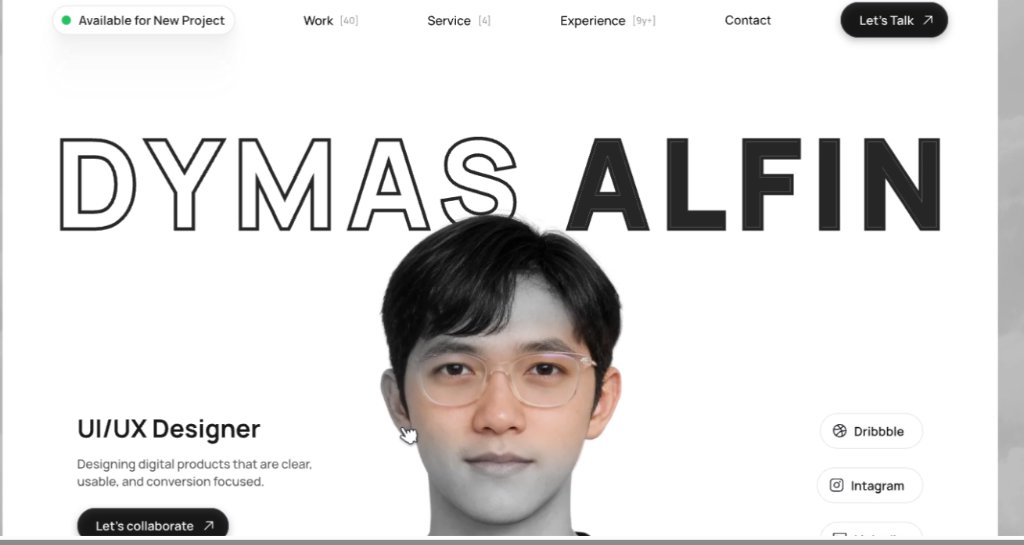 Available for New Project
Work [40]
Service [4]
Experience [9y+]
Contact
Let's Talk
DYMAS ALFIN
UI/UX Designer
Designing digital products that are clear,
usable, and conversion focused.
Let's collaborate
Dribbble
Intagram